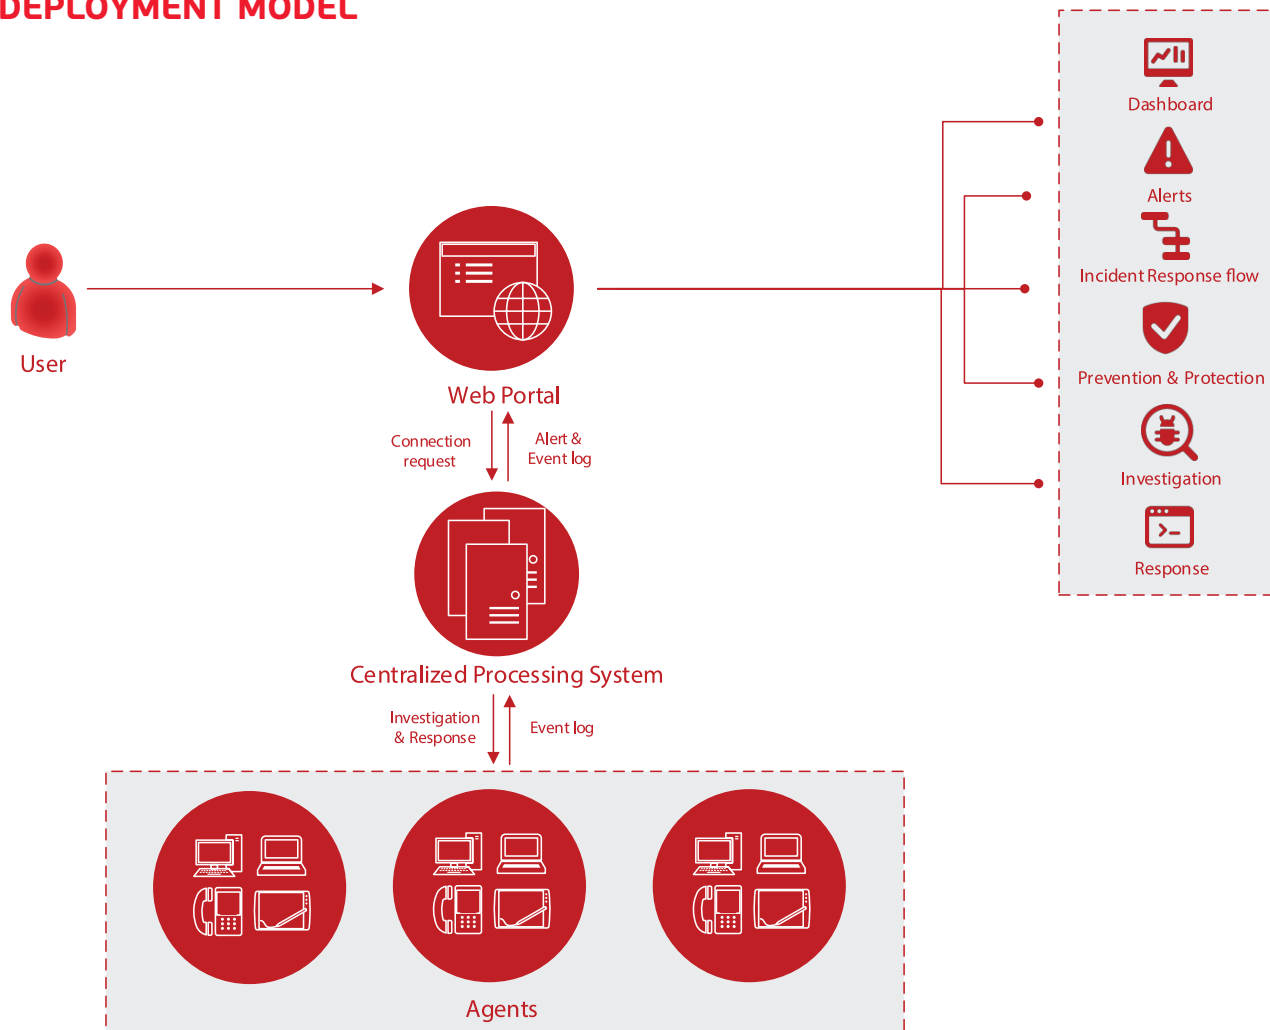 DEPLOYMENT MODEL
Dashboard
Alerts
Incident Response flow
Prevention & Protection
Investigation
Response
User
Web Portal
Connection
request
Alert &
Event log
Centralized Processing System
Investigation
& Response
Event log
Agents